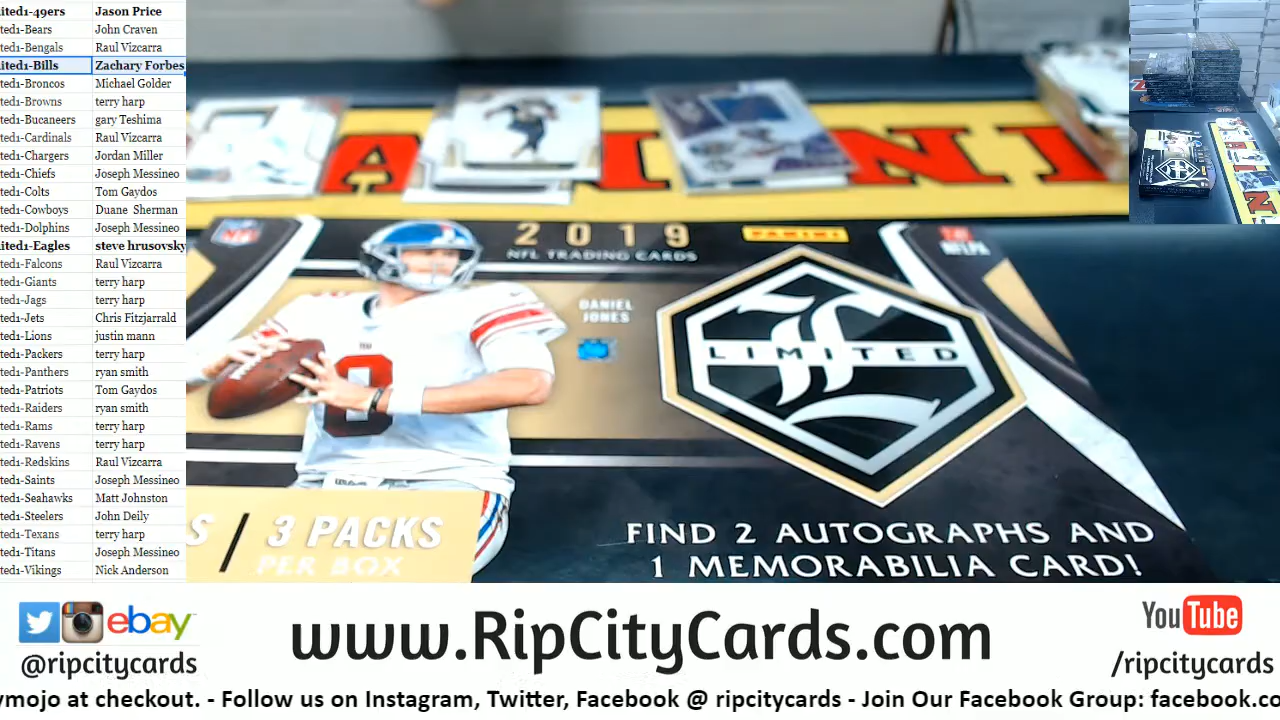 ited1-49ers Jason Price
ted1-Bears John Craven
ted1-Bengals Raul Vizcarra
ited1-Bills Zachary Forbes
ted1-Broncos Michael Golder
ted1-Browns terry harp
ted1-Bucaneers gary Teshima
ted1-Cardinals Raul Vizcarra
ted1-Chargers Jordan Miller
ted1-Chiefs Joseph Messineo
ted1-Colts Tom Gaydos
ted1-Cowboys Duane Sherman
ted1-Dolphins Joseph Messineo
ited1-Eagles steve hrusovsky
ted1-Falcons Raul Vizcarra
ted1-Giants terry harp
ted1-Jags terry harp
ted1-Jets Chris Fitzjarrald
ted1-Lions justin mann
ted1-Packers terry harp
ted1-Panthers ryan smith
ted1-Patriots Tom Gaydos
ted1-Raiders ryan smith
ted1-Rams terry harp
ted1-Ravens terry harp
ted1-Redskins Raul Vizcarra
ted1-Saints Joseph Messineo
ted1-Seahawks Matt Johnston
ted1-Steelers John Deily
ted1-Texans terry harp
ted1-Titans Joseph Messineo
ted1-Vikings Nick Anderson
ANINI
2019
NFL TRADING CARDS
PANINI
NFL
NFLPA
DANIEL
JONES
LIMITED
8
S / 3 PACKS
PER BOX
FIND 2 AUTOGRAPHS AND
1 MEMORABILIA CARD!
ebay
@ripcitycards
www.RipCityCards.com
YouTube
/ripcitycards
ymojo at checkout. - Follow us on Instagram, Twitter, Facebook @ ripcitycards - Join Our Facebook Group: facebook.co